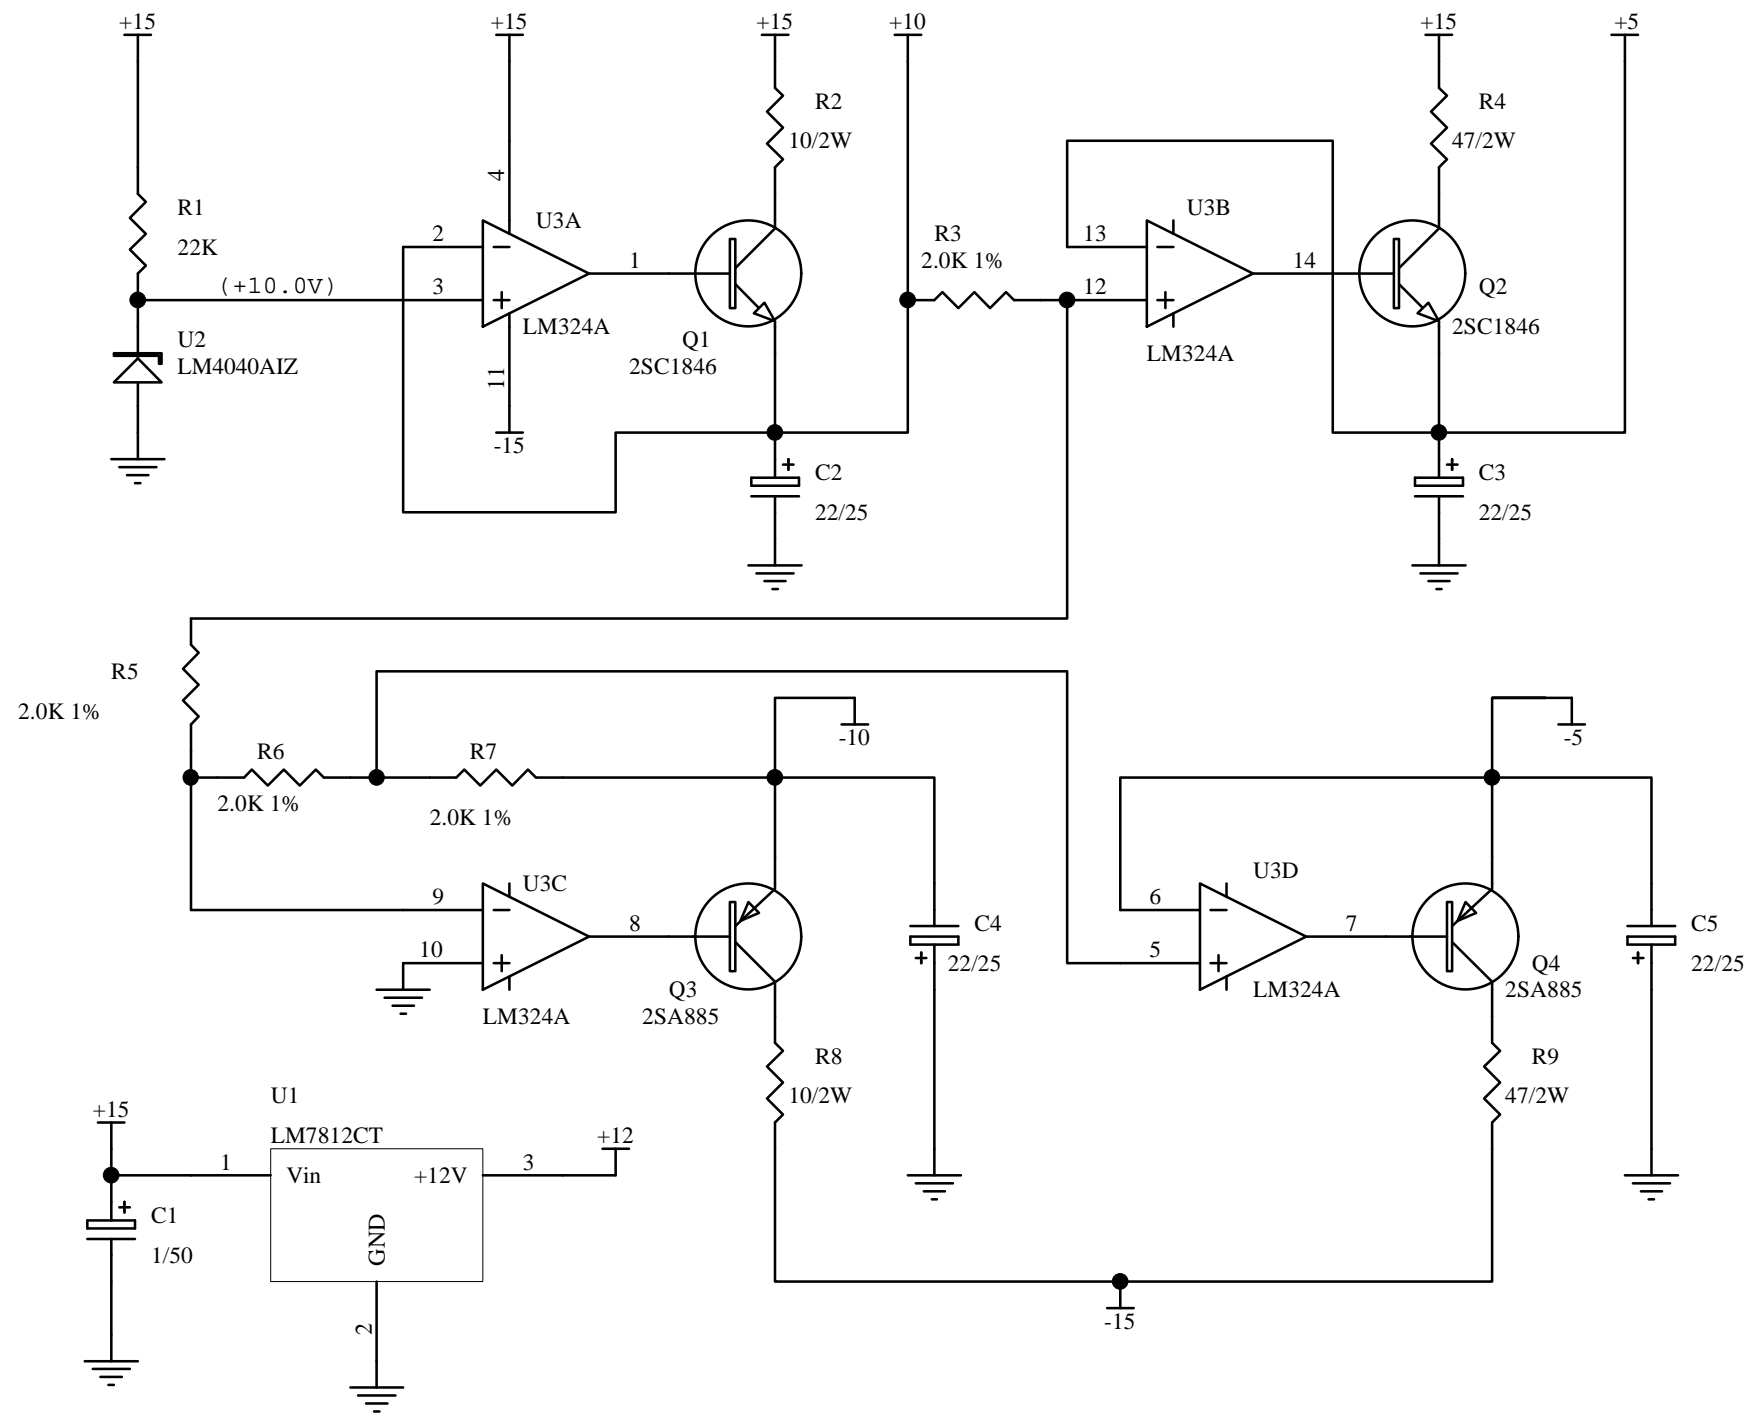 +15
+15
+15
+10
+15
+5
R2
10/2W
R4
47/2W
4
R1
22K
U3A
2
1
(+10.0V)
3
LM324A
U2
LM4040AIZ
11
-15
Q1
2SC1846
R3
2.0K 1%
U3B
13
14
12
LM324A
Q2
2SC1846
+
C2
22/25
+
C3
22/25
R5
2.0K 1%
R6
2.0K 1%
R7
2.0K 1%
-10
-5
U3C
9
8
10
LM324A
Q3
2SA885
C4
+
22/25
U3D
6
7
5
LM324A
Q4
2SA885
C5
+
22/25
R8
10/2W
R9
47/2W
-15
+15
U1
LM7812CT
+12
1
Vin
+12V
3
GND
2
+
C1
1/50